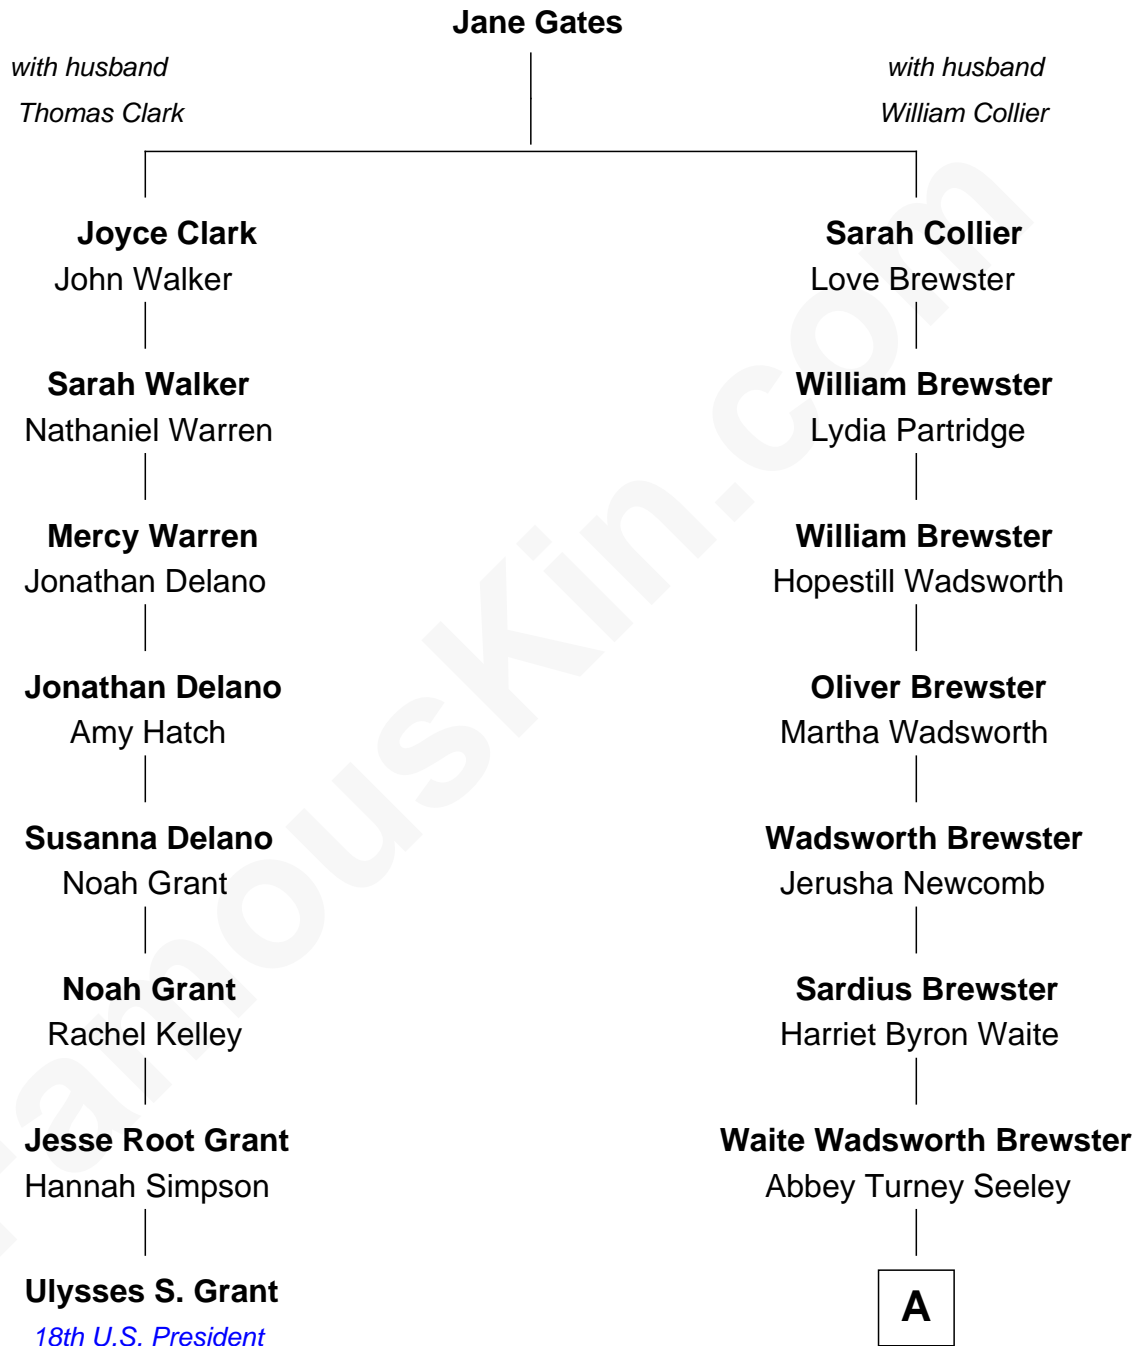 Jane Gates
with husband
Thomas Clark
with husband
William Collier
Joyce Clark
John Walker
Sarah Walker
Nathaniel Warren
Mercy Warren
Jonathan Delano
Jonathan Delano
Amy Hatch
Susanna Delano
Noah Grant
Noah Grant
Rachel Kelley
Jesse Root Grant
Hannah Simpson
Ulysses S. Grant
18th U.S. President
Sarah Collier
Love Brewster
William Brewster
Lydia Partridge
William Brewster
Hopestill Wadsworth
Oliver Brewster
Martha Wadsworth
Wadsworth Brewster
Jerusha Newcomb
Sardius Brewster
Harriet Byron Waite
Waite Wadsworth Brewster
Abbey Turney Seeley
A
FamousKin.com